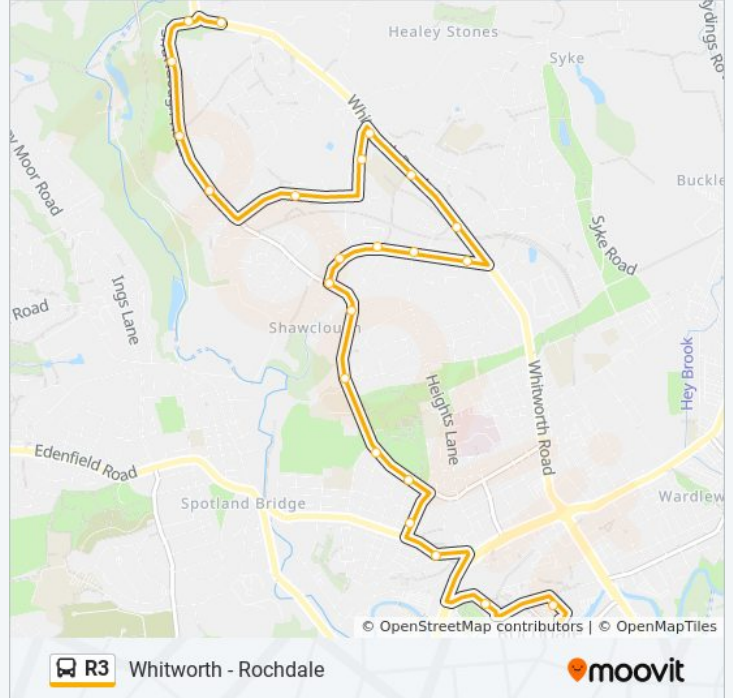 Healey Stones
Syke
Buckle
Road
Moor Road
Syke Road
Ings Lane
Road
Shawclough
Hey Brook
Heights Lane
Whitworth Road
Edenfield Road
Spotland Bridge
Wardlew
© OpenStreetMap contributors | © OpenMapTiles
R3 Whitworth - Rochdale
moovit